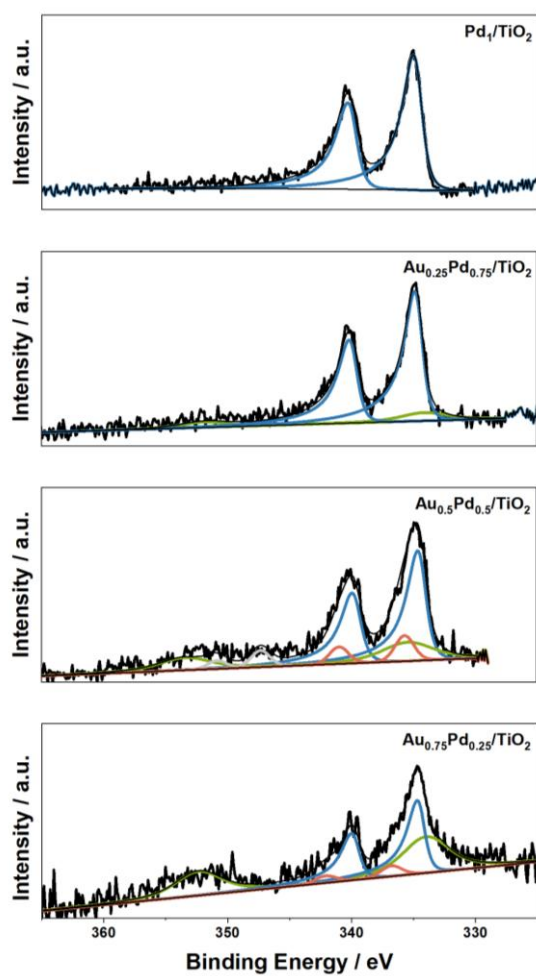 Pd₁/TiO₂
Intensity / a.u.
Au₀.₂₅Pd₀.₇₅/TiO₂
Intensity / a.u.
Au₀.₅Pd₀.₅/TiO₂
Intensity / a.u.
Au₀.₇₅Pd₀.₂₅/TiO₂
Intensity / a.u.
360 350 340 330
Binding Energy / eV